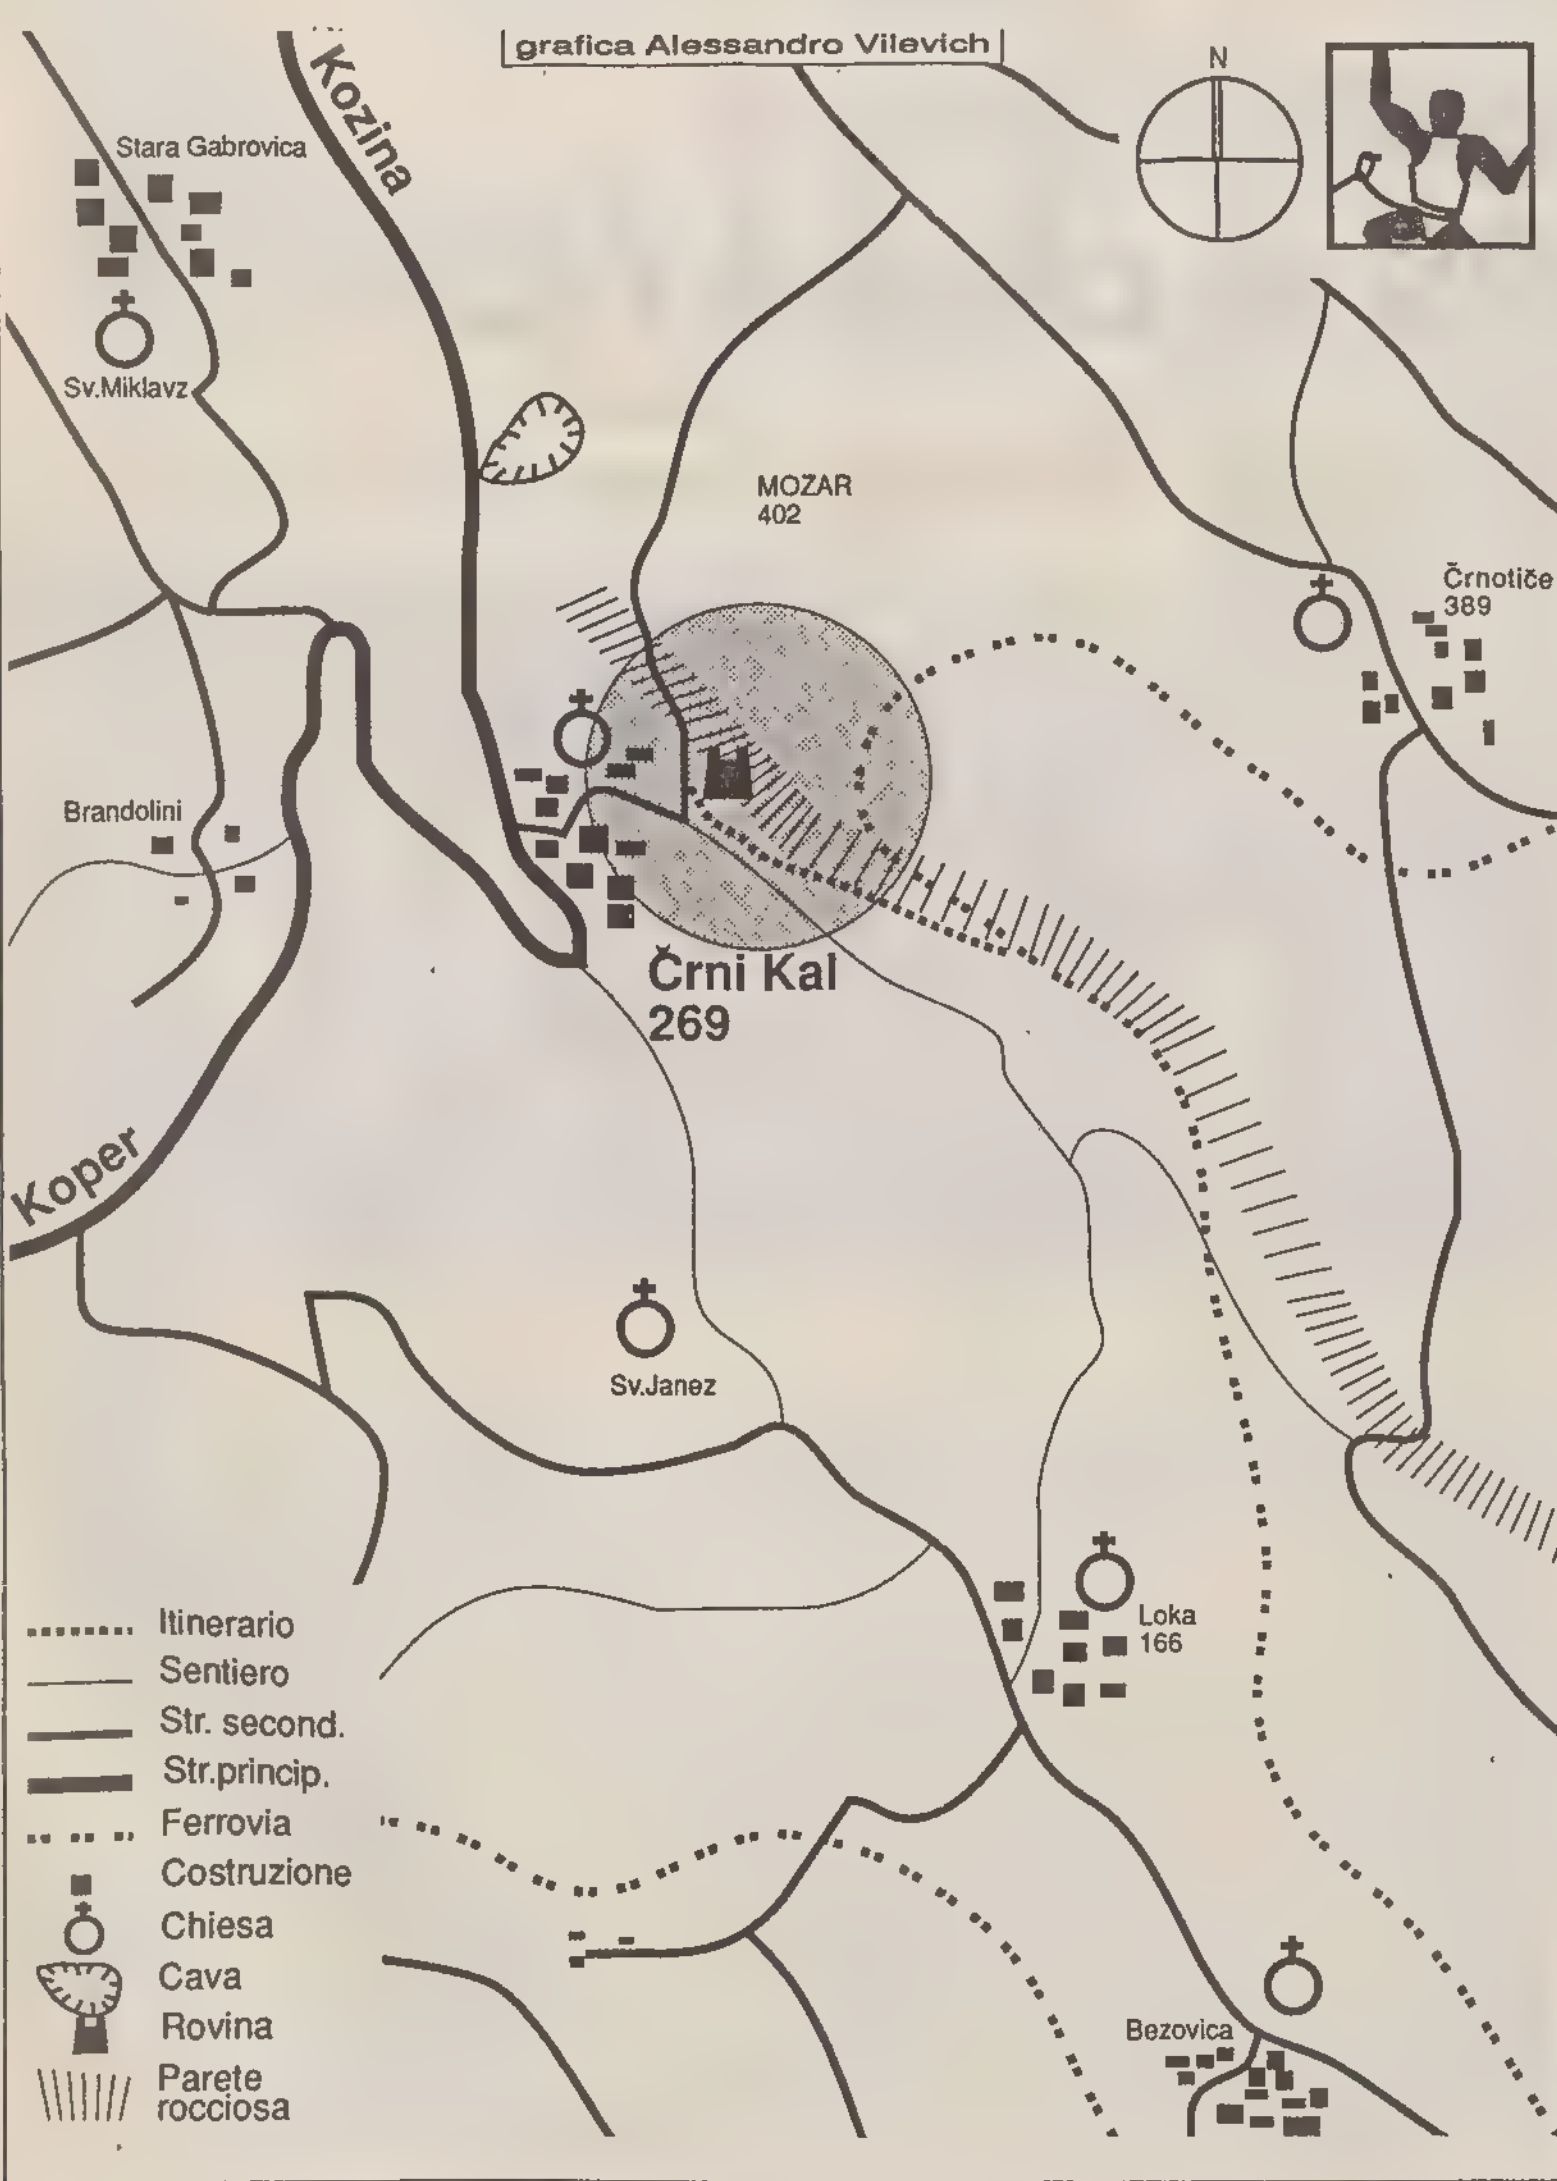 grafica Alessandro Vilevich
N
Kozina
Stara Gabrovica
Sv.Miklavz
MOZAR
402
Črnotiče
389
Brandolini
Črni Kal
269
Koper
Sv.Janez
Loka
166
Bezovica
Itinerario
Sentiero
Str. second.
Str.princip.
Ferrovia
Costruzione
Chiesa
Cava
Rovina
Parete
rocciosa